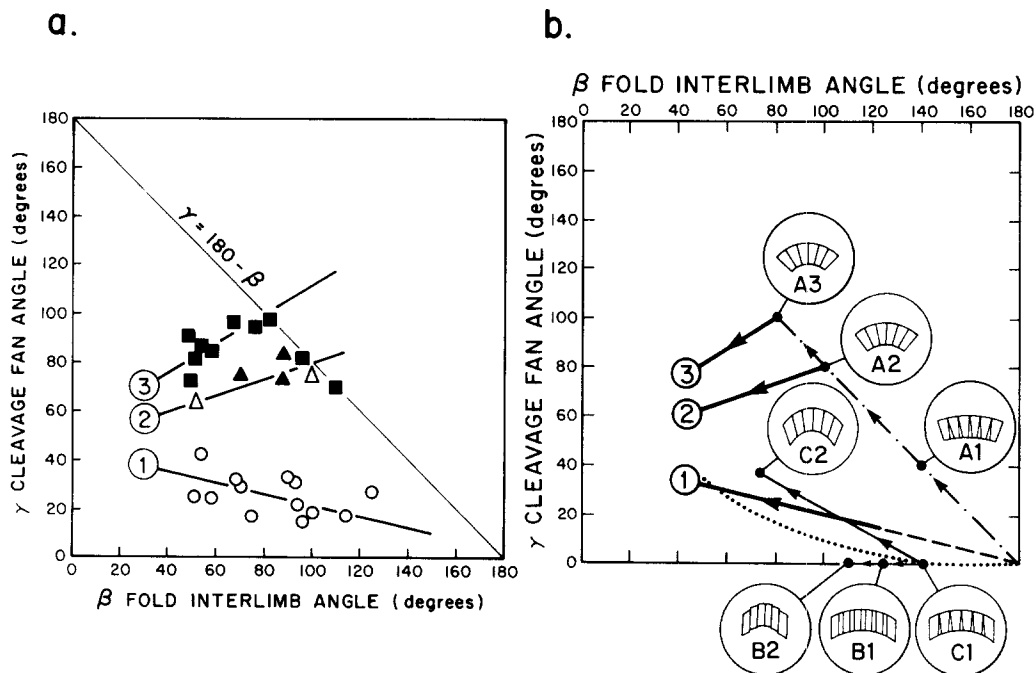 a.
γ CLEAVAGE FAN ANGLE (degrees)
180
160
140
120
100
80
60
40
20
0
γ = 180 - β
3
2
1
0 20 40 60 80 100 120 140 160 180
β FOLD INTERLIMB ANGLE (degrees)
b.
β FOLD INTERLIMB ANGLE (degrees)
0 20 40 60 80 100 120 140 180
γ CLEAVAGE FAN ANGLE (degrees)
180
160
140
120
100
80
60
40
20
0
A3
A2
3
2
C2
A1
1
B2 B1 C1